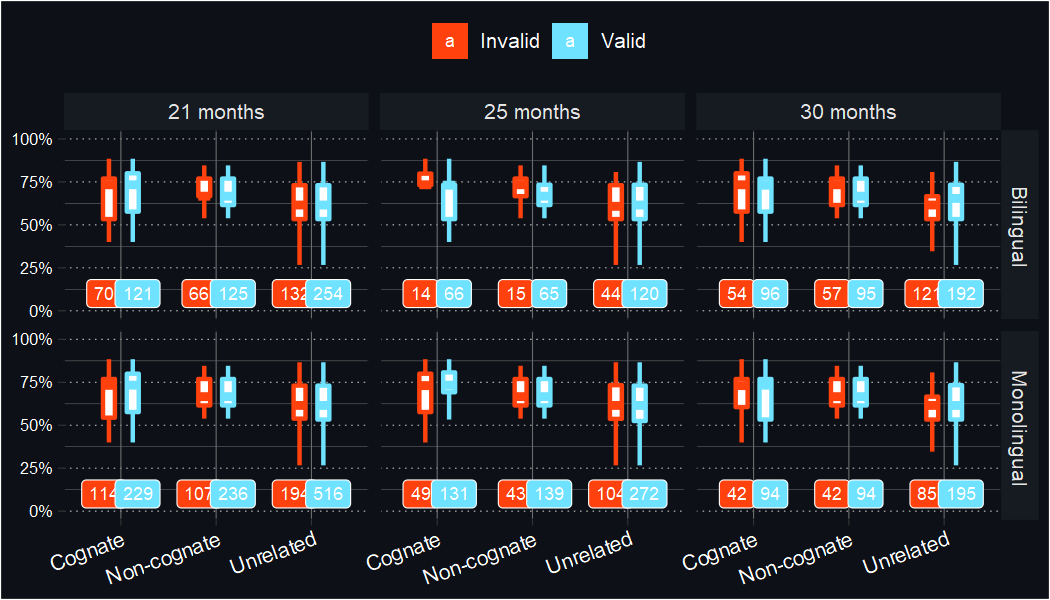 a Invalid a Valid
21 months 25 months 30 months
100%
75%
50%
25%
0%
70 121 66 125 132 254 14 66 15 65 44 120 54 96 57 95 121 192
Bilingual
100%
75%
50%
25%
0%
114 229 107 236 194 516 49 131 43 139 104 272 42 94 42 94 85 195
Monolingual
Cognate Non-cognate Unrelated Cognate Non-cognate Unrelated Cognate Non-cognate Unrelated